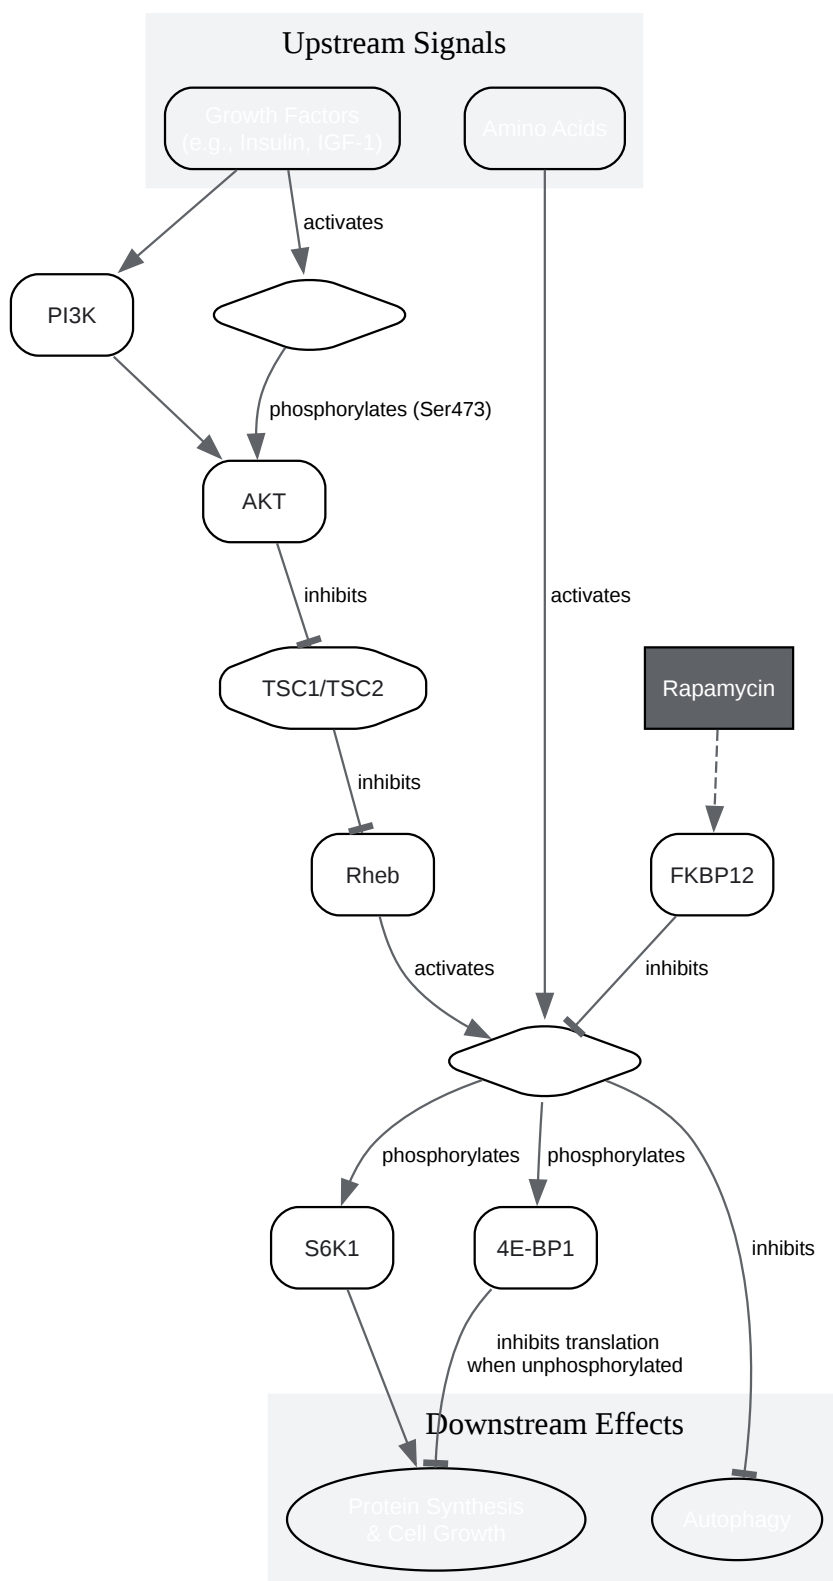 Upstream Signals
Growth Factors
(e.g., Insulin, IGF-1)
Amino Acids
activates
PI3K
phosphorylates (Ser473)
AKT
inhibits
activates
TSC1/TSC2
Rapamycin
inhibits
Rheb
FKBP12
activates
inhibits
phosphorylates
phosphorylates
S6K1
4E-BP1
inhibits
inhibits translation
when unphosphorylated
Downstream Effects
Protein Synthesis
& Cell Growth
Autophagy